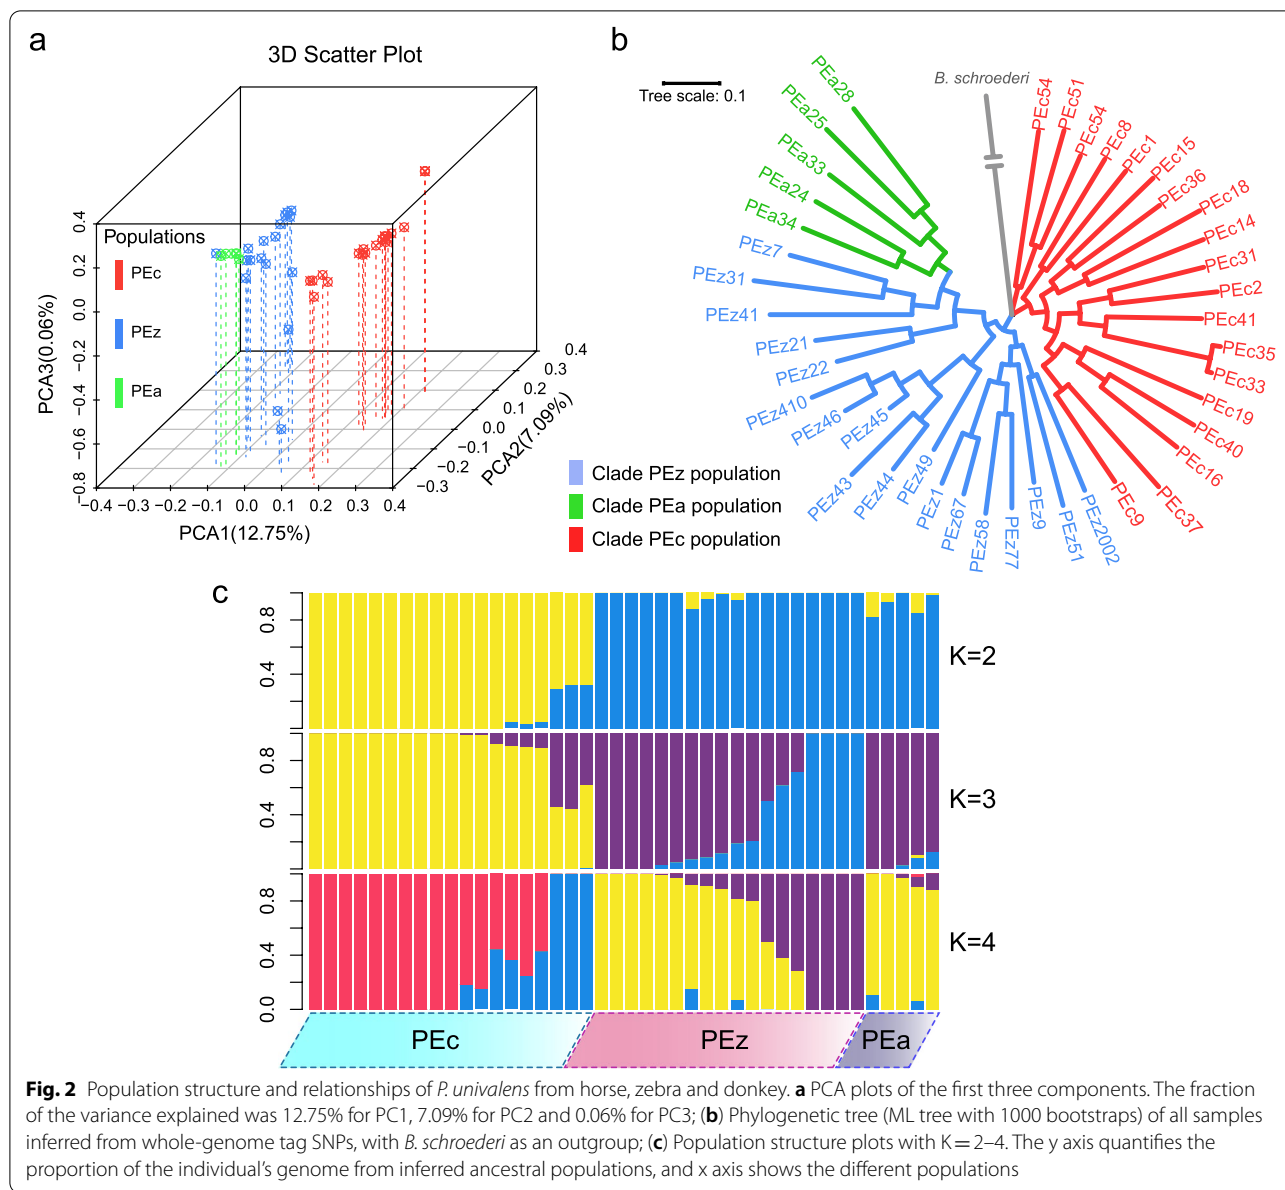 a
3D Scatter Plot
Populations
PEc
PEz
PEa
PCA3(0.06%)
0.4
0.2
0.0
−0.2
−0.4
−0.6
−0.8
−0.4 −0.4 −0.1 0.0 0.1 0.2 0.3 0.4
PCA1(12.75%)
−0.3
−0.2
−0.1
0.0
0.1
0.2
0.3
0.4
PCA2(7.09%)
Clade PEz population
Clade PEa population
Clade PEc population
b
Tree scale: 0.1
B. schroederi
PEc54
PEc51
PEc54
PEc8
PEc1
PEc15
PEc36
PEc18
PEc14
PEc31
PEc2
PEc41
PEc35
PEc33
PEc19
PEc40
PEc16
PEc37
PEc9
PEz2002
PEz51
PEz9
PEz77
PEz58
PEz67
PEz1
PEz49
PEz44
PEz43
PEz45
PEz46
PEz410
PEz22
PEz21
PEz41
PEz31
PEz7
PEa34
PEa24
PEa33
PEa25
PEa28
c
0.8
0.4
K=2
0.8
0.4
K=3
0.8
0.4
0.0
K=4
PEc PEz PEa
Fig. 2 Population structure and relationships of P. univalens from horse, zebra and donkey. a PCA plots of the first three components. The fraction
of the variance explained was 12.75% for PC1, 7.09% for PC2 and 0.06% for PC3; (b) Phylogenetic tree (ML tree with 1000 bootstraps) of all samples
inferred from whole-genome tag SNPs, with B. schroederi as an outgroup; (c) Population structure plots with K = 2–4. The y axis quantifies the
proportion of the individual's genome from inferred ancestral populations, and x axis shows the different populations